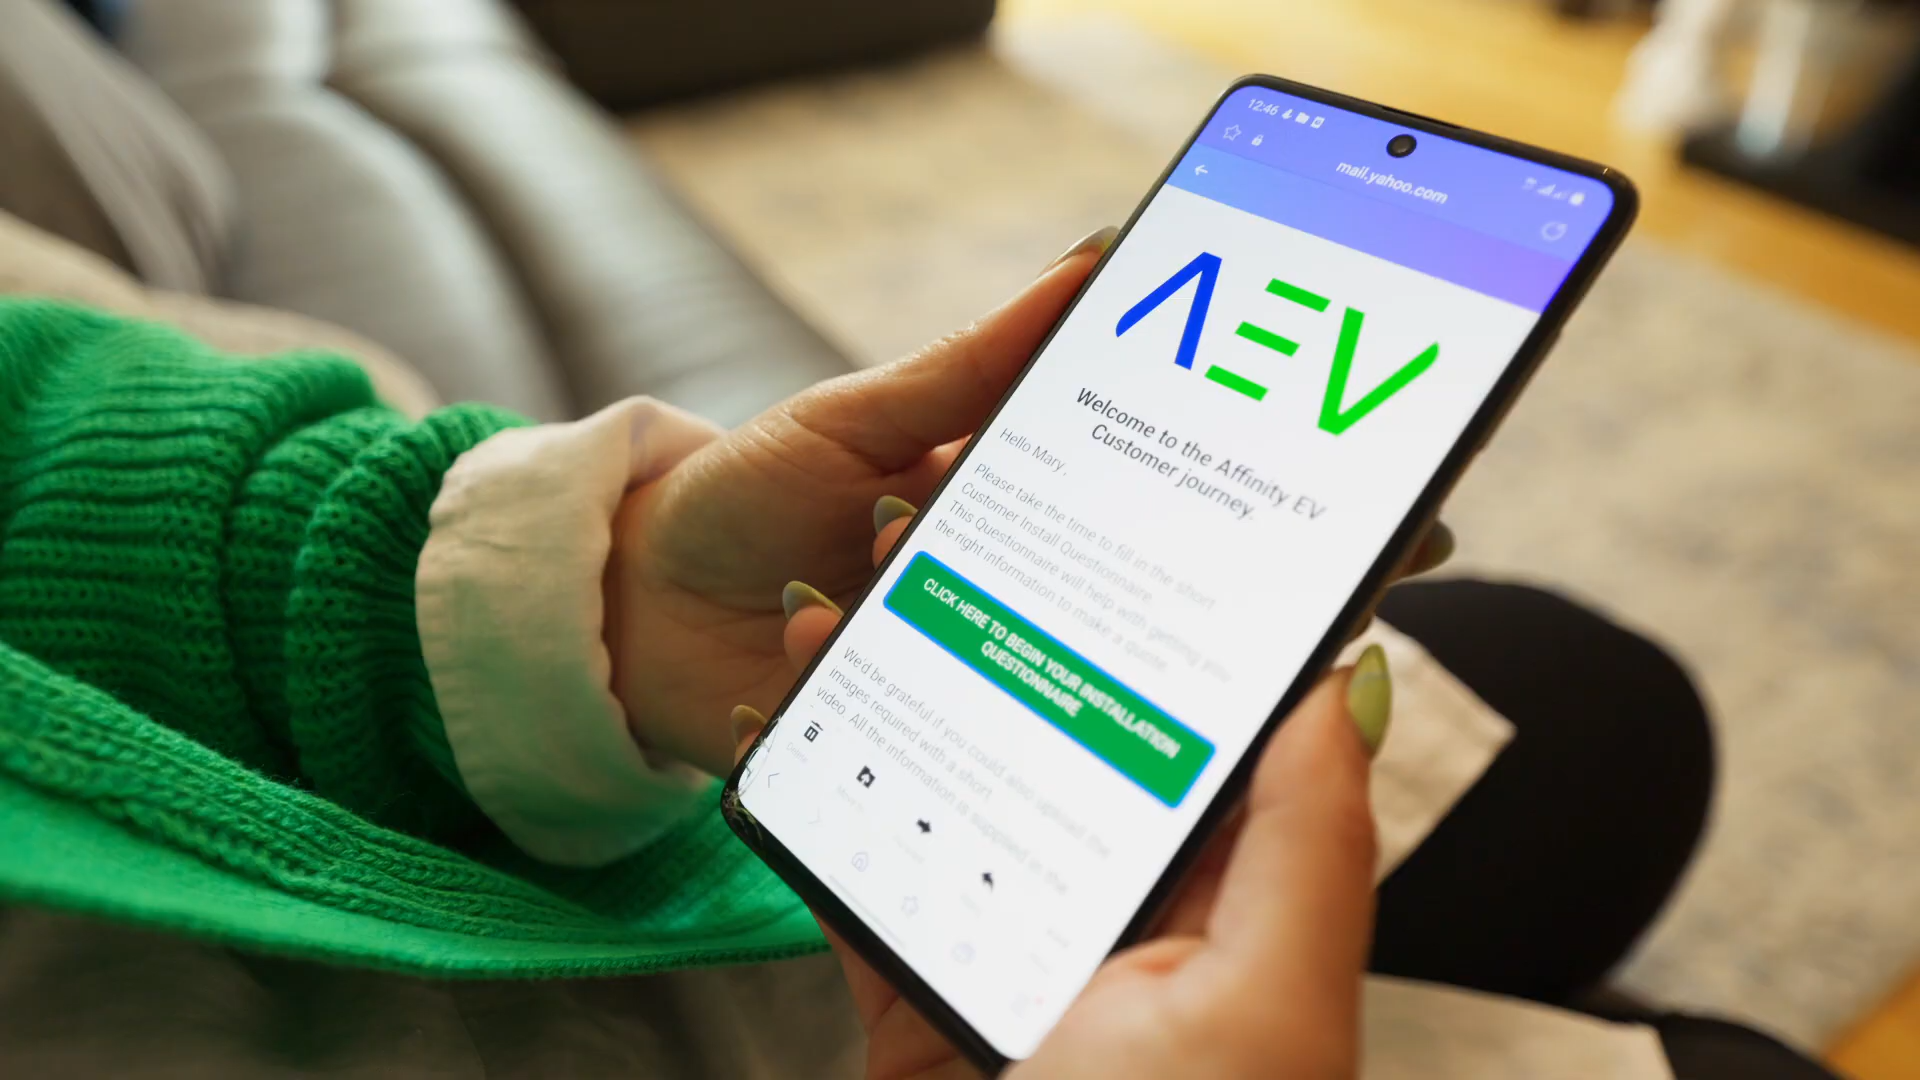 12:46
mail.yahoo.com
AEV
Welcome to the Affinity EV
Customer journey.
Hello Mary,
Please take the time to fill in the short
Customer Install Questionnaire.
This Questionnaire will help with getting you
the right information to make a quote.
CLICK HERE TO BEGIN YOUR INSTALLATION
QUESTIONNAIRE
We'd be grateful if you could also upload the
images required with a short
video. All the information is supplied in the
Delete
Move to